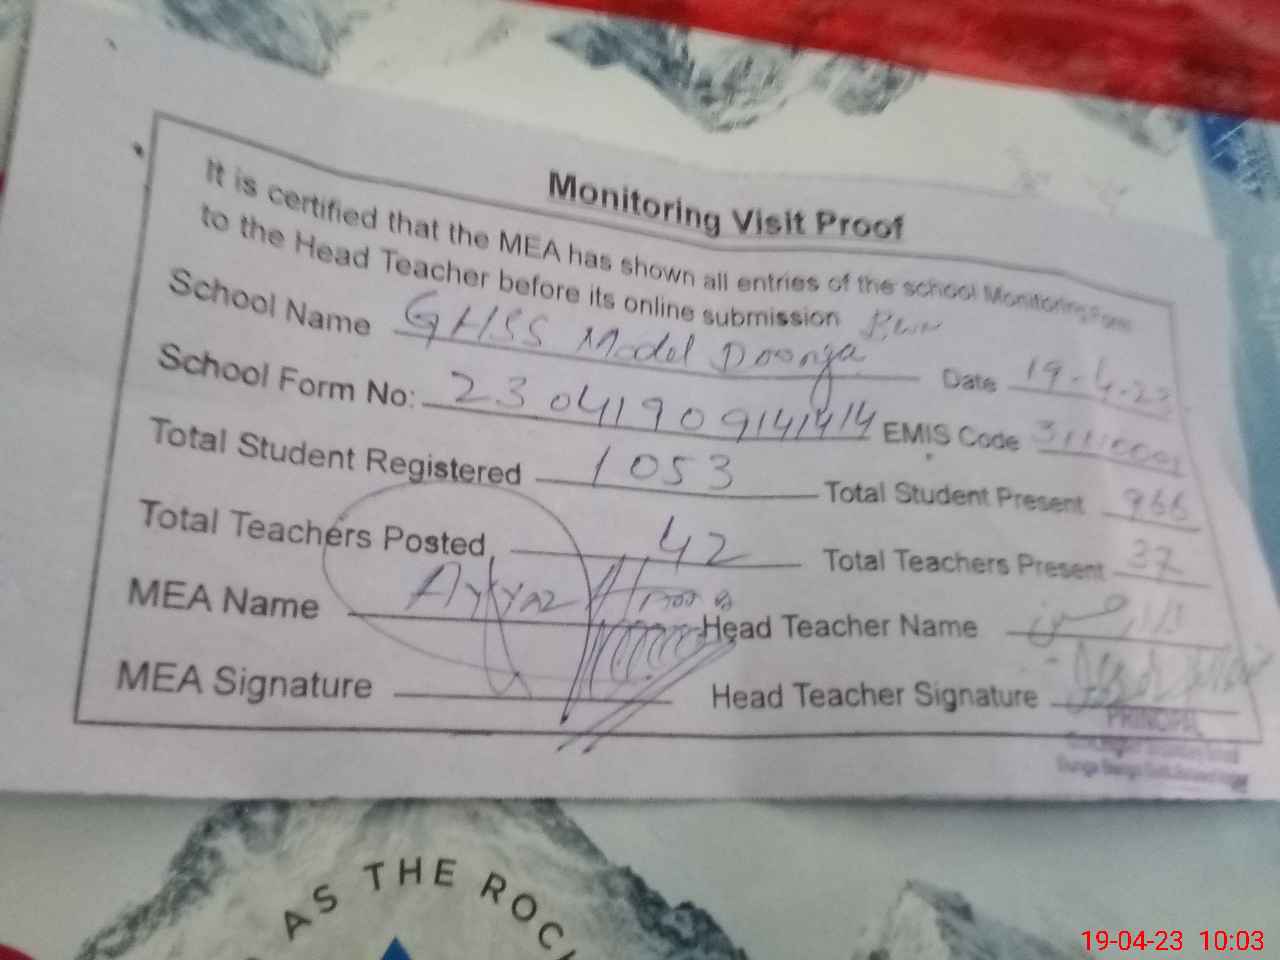 Monitoring Visit Proof
It is certified that the MEA has shown all entries of the school Monitoring Form
to the Head Teacher before its online submission
School Name GHSS Model Doonga Date 19-4-23
School Form No: 23041909141414 EMIS Code
Total Student Registered 1053 Total Student Present 966
Total Teachers Posted 42 Total Teachers Present 37
MEA Name Head Teacher Name
MEA Signature Head Teacher Signature
PRINCIPAL
AS THE ROC
19-04-23 10:03